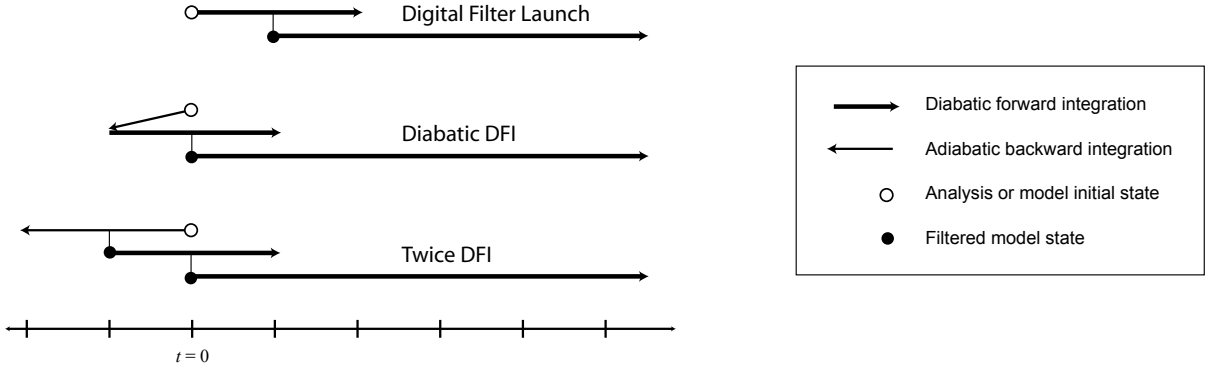 Digital Filter Launch
Diabatic DFI
Twice DFI
t = 0
Diabatic forward integration
Adiabatic backward integration
Analysis or model initial state
Filtered model state